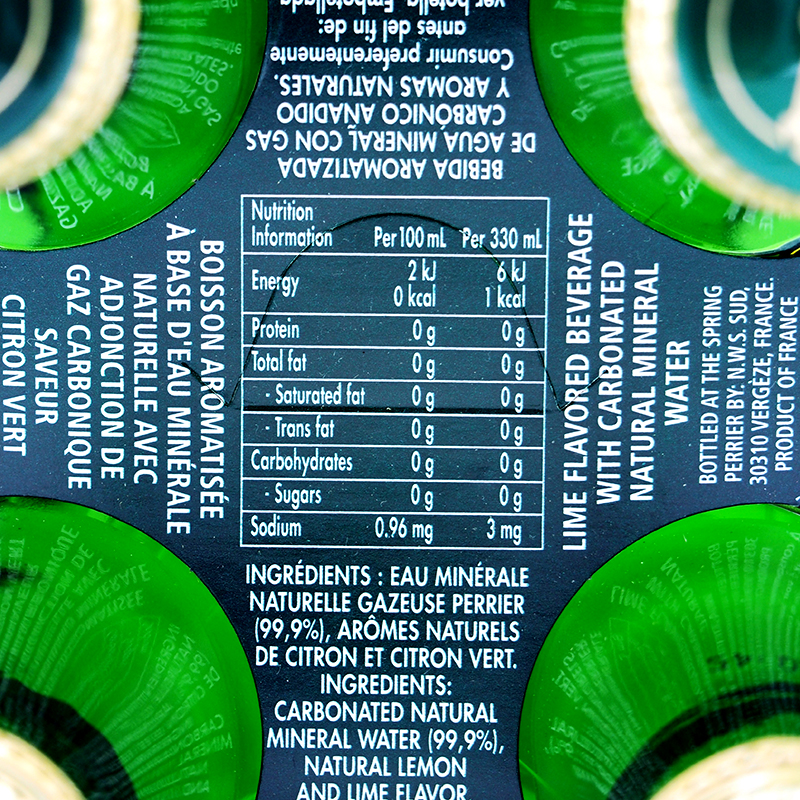 ver botella. Embotellada
antes del fin de:
Consumir preferentemente
Y AROMAS NATURALES.
CARBÓNICO AÑADIDO
DE AGUA MINERAL CON GAS
BEBIDA AROMATIZADA
Nutrition
Information Per 100 mL Per 330 mL
Energy 2 kJ 6 kJ
0 kcal 1 kcal
Protein 0 g 0 g
Total fat 0 g 0 g
- Saturated fat 0 g 0 g
- Trans fat 0 g 0 g
Carbohydrates 0 g 0 g
- Sugars 0 g 0 g
Sodium 0.96 mg 3 mg
INGRÉDIENTS : EAU MINÉRALE
NATURELLE GAZEUSE PERRIER
(99,9%), ARÔMES NATURELS
DE CITRON ET CITRON VERT.
INGREDIENTS:
CARBONATED NATURAL
MINERAL WATER (99,9%),
NATURAL LEMON
AND LIME FLAVOR
BOISSON AROMATISÉE
À BASE D'EAU MINÉRALE
NATURELLE AVEC
ADJONCTION DE
GAZ CARBONIQUE
SAVEUR
CITRON VERT
LIME FLAVORED BEVERAGE
WITH CARBONATED
NATURAL MINERAL
WATER
BOTTLED AT THE SPRING
PERRIER BY: N.W.S. SUD,
30310 VERGÈZE, FRANCE.
PRODUCT OF FRANCE